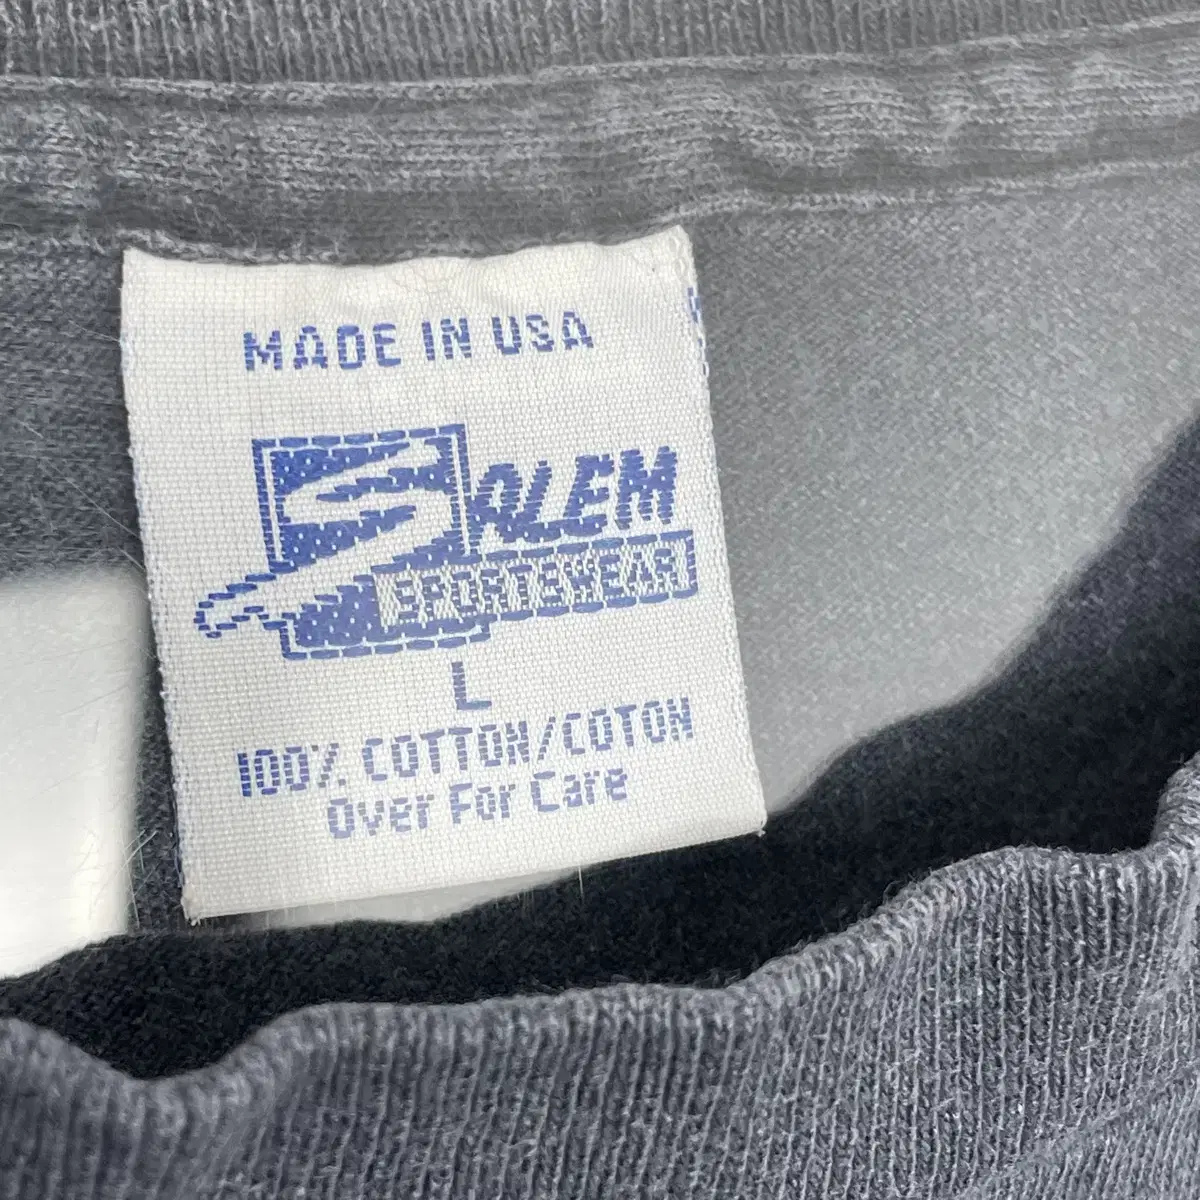 MADE IN USA
SALEM
SPORTSWEAR
L
100% COTTON/COTON
Over For Care